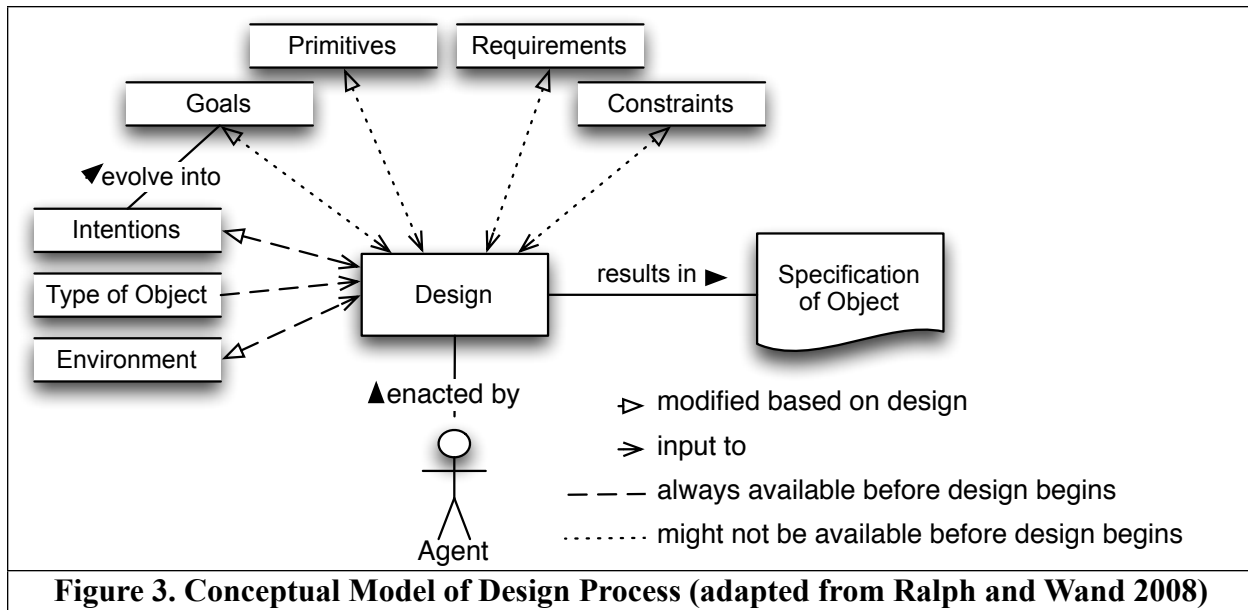 Primitives
Requirements
Goals
Constraints
evolve into
Intentions
Type of Object
Environment
Design
results in
Specification
of Object
enacted by
Agent
modified based on design
input to
always available before design begins
might not be available before design begins
Figure 3. Conceptual Model of Design Process (adapted from Ralph and Wand 2008)